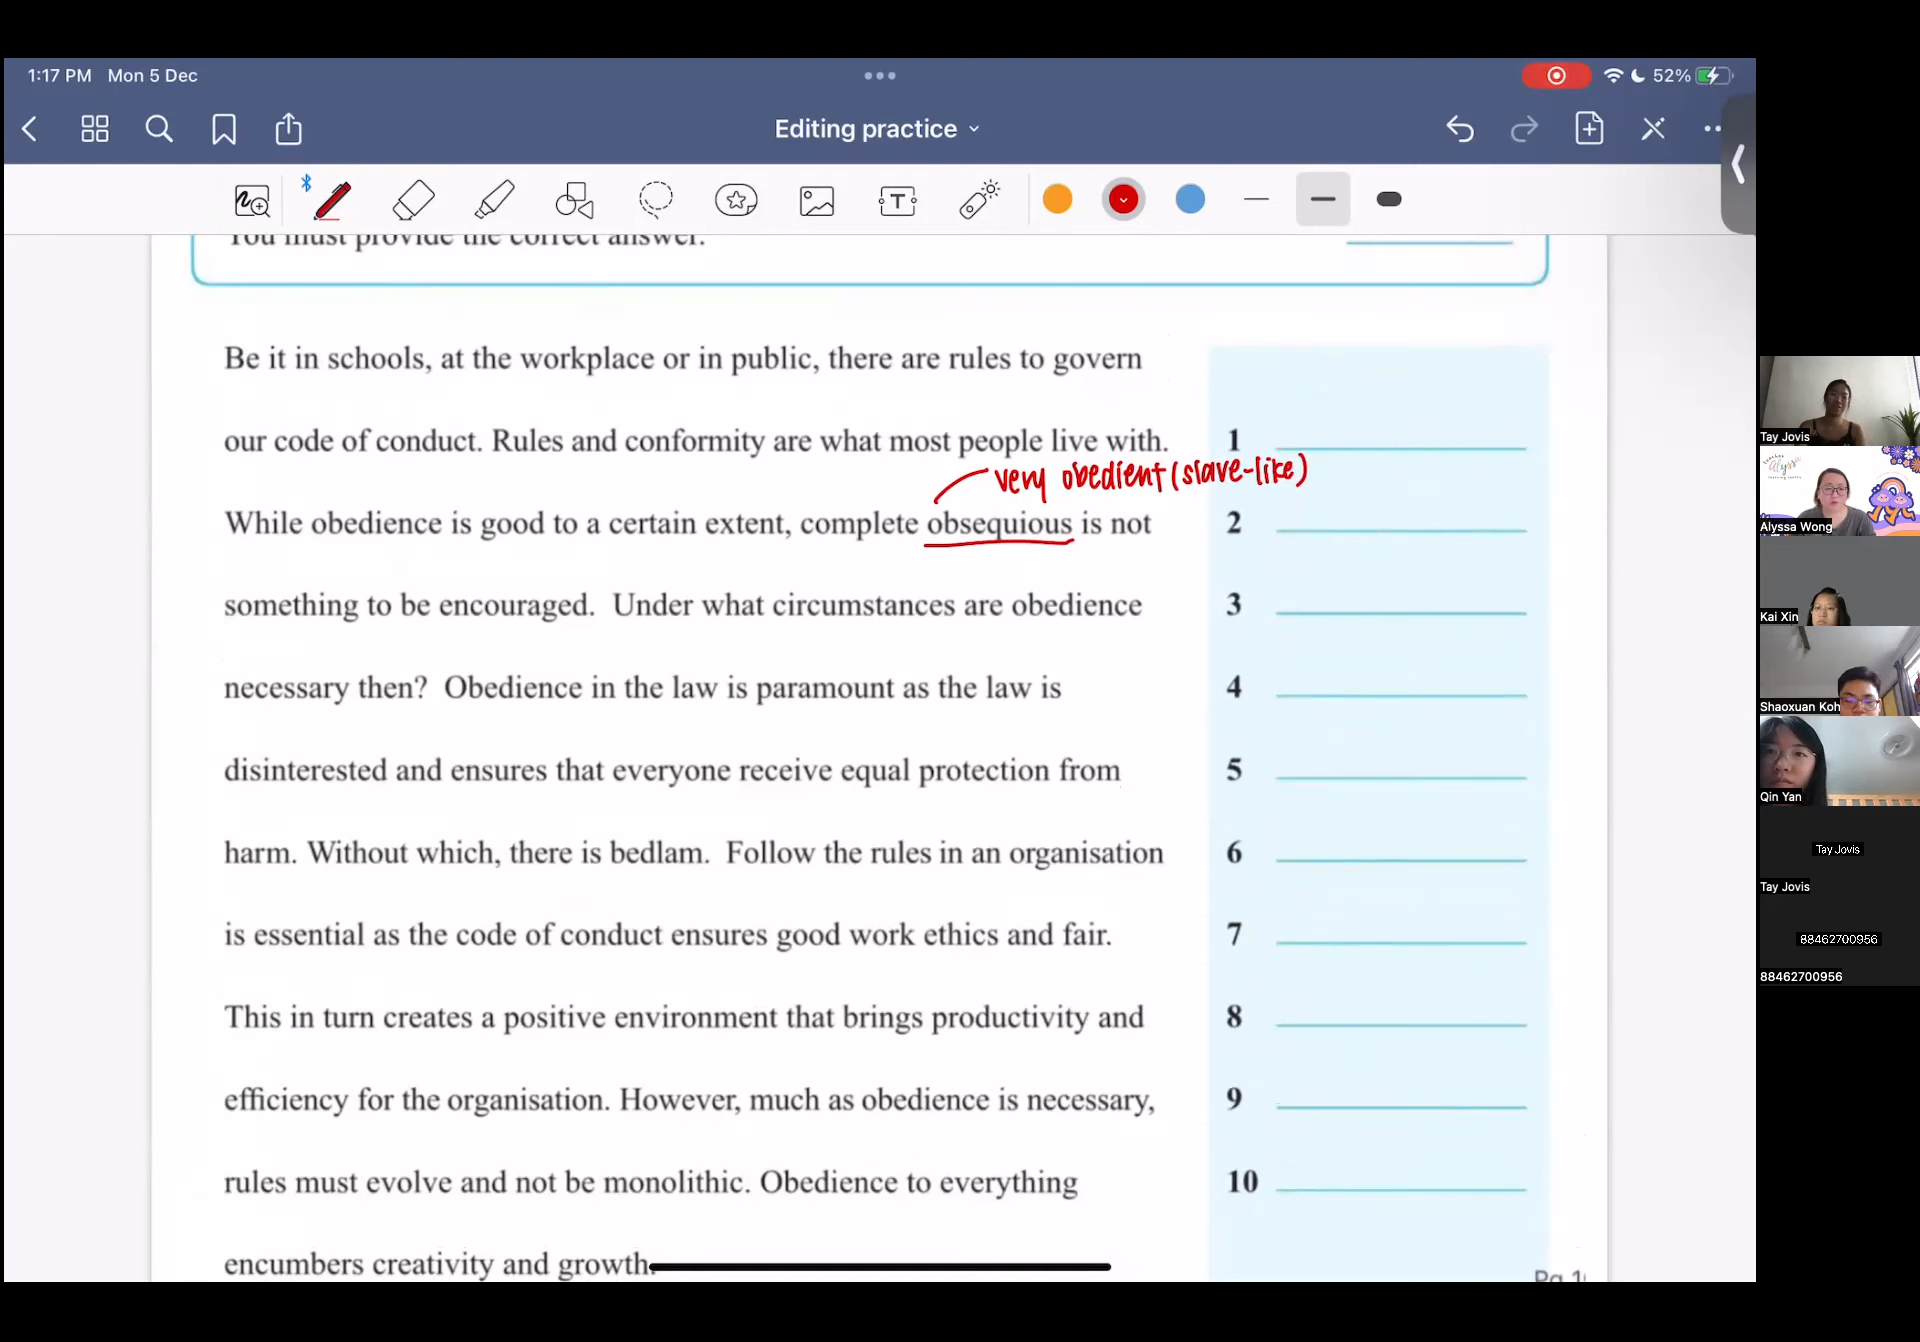 1:17 PM Mon 5 Dec
52%
Editing practice
T
You must provide the correct answer.
Be it in schools, at the workplace or in public, there are rules to govern
our code of conduct. Rules and conformity are what most people live with. 1
very obedient (slave-like)
While obedience is good to a certain extent, complete obsequious is not 2
something to be encouraged. Under what circumstances are obedience 3
necessary then? Obedience in the law is paramount as the law is 4
disinterested and ensures that everyone receive equal protection from 5
harm. Without which, there is bedlam. Follow the rules in an organisation 6
is essential as the code of conduct ensures good work ethics and fair. 7
This in turn creates a positive environment that brings productivity and 8
efficiency for the organisation. However, much as obedience is necessary, 9
rules must evolve and not be monolithic. Obedience to everything 10
encumbers creativity and growth.
Tay Jovis
Alyssa
Alyssa Wong
Kai Xin
Shaoxuan Koh
Qin Yan
Tay Jovis
Tay Jovis
88462700956
88462700956